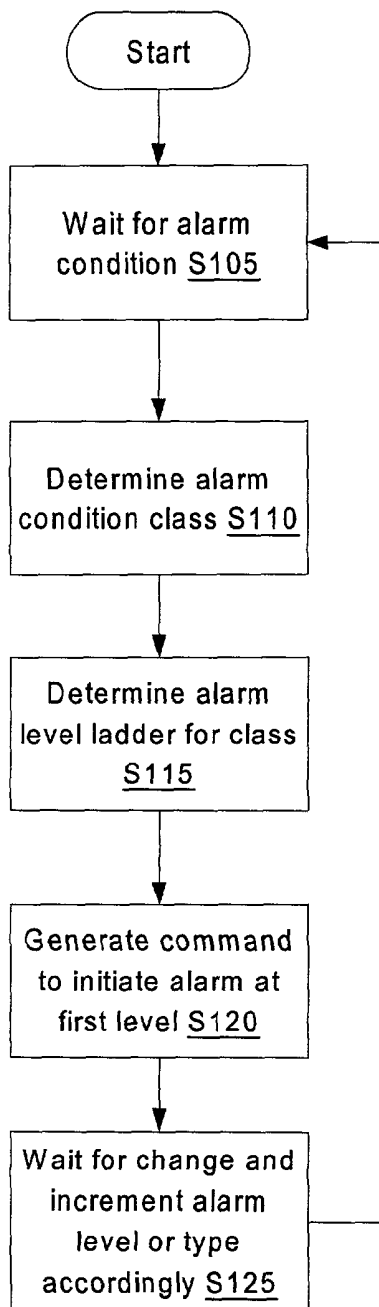 Start
Wait for alarm
condition S105
Determine alarm
condition class S110
Determine alarm
level ladder for class
S115
Generate command
to initiate alarm at
first level S120
Wait for change and
increment alarm
level or type
accordingly S125